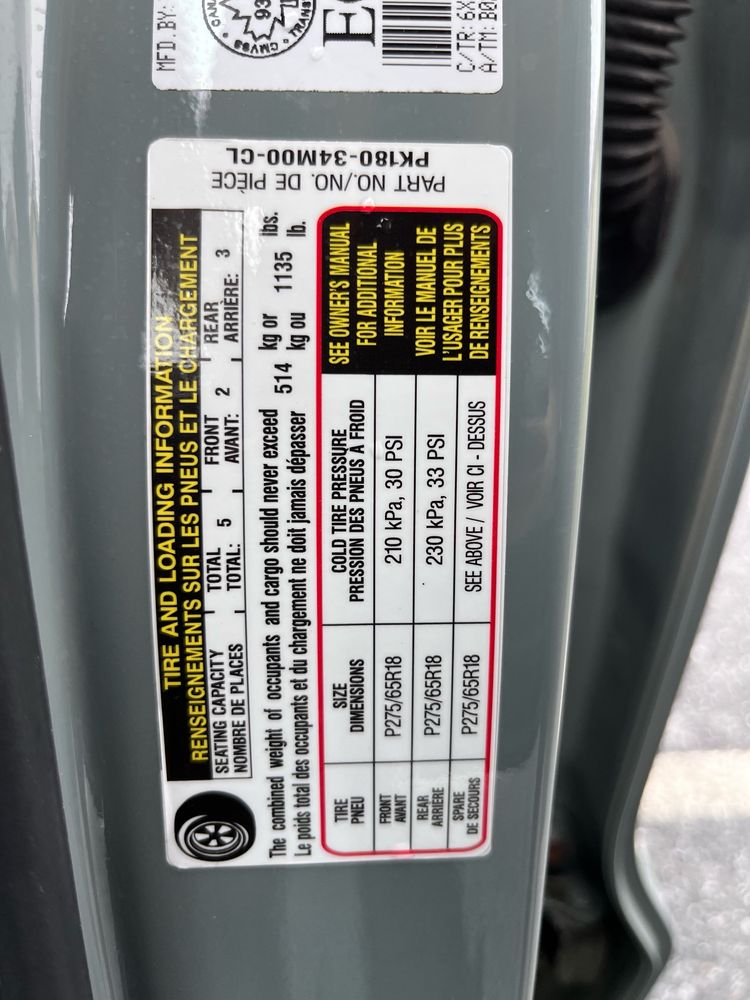 MFD.BY:
CANA
93
CMVSS
TRANS
EC
C/TR: 6X
A/TM: B0
PART NO./NO. DE PIÈCE
PK180-34M00-CL
TIRE AND LOADING INFORMATION
RENSEIGNEMENTS SUR LES PNEUS ET LE CHARGEMENT
SEATING CAPACITY TOTAL FRONT REAR
NOMBRE DE PLACES TOTAL: 5 AVANT: 2 ARRIÈRE: 3
The combined weight of occupants and cargo should never exceed 514 kg or 1135 lbs.
Le poids total des occupants et du chargement ne doit jamais dépasser kg ou lb.
TIRE SIZE COLD TIRE PRESSURE SEE OWNER'S MANUAL
PNEU DIMENSIONS PRESSION DES PNEUS À FROID FOR ADDITIONAL
FRONT P275/65R18 210 kPa, 30 PSI INFORMATION
AVANT
REAR P275/65R18 230 kPa, 33 PSI VOIR LE MANUEL DE
ARRIÈRE L'USAGER POUR PLUS
SPARE P275/65R18 SEE ABOVE / VOIR CI - DESSUS DE RENSEIGNEMENTS
DE SECOURS